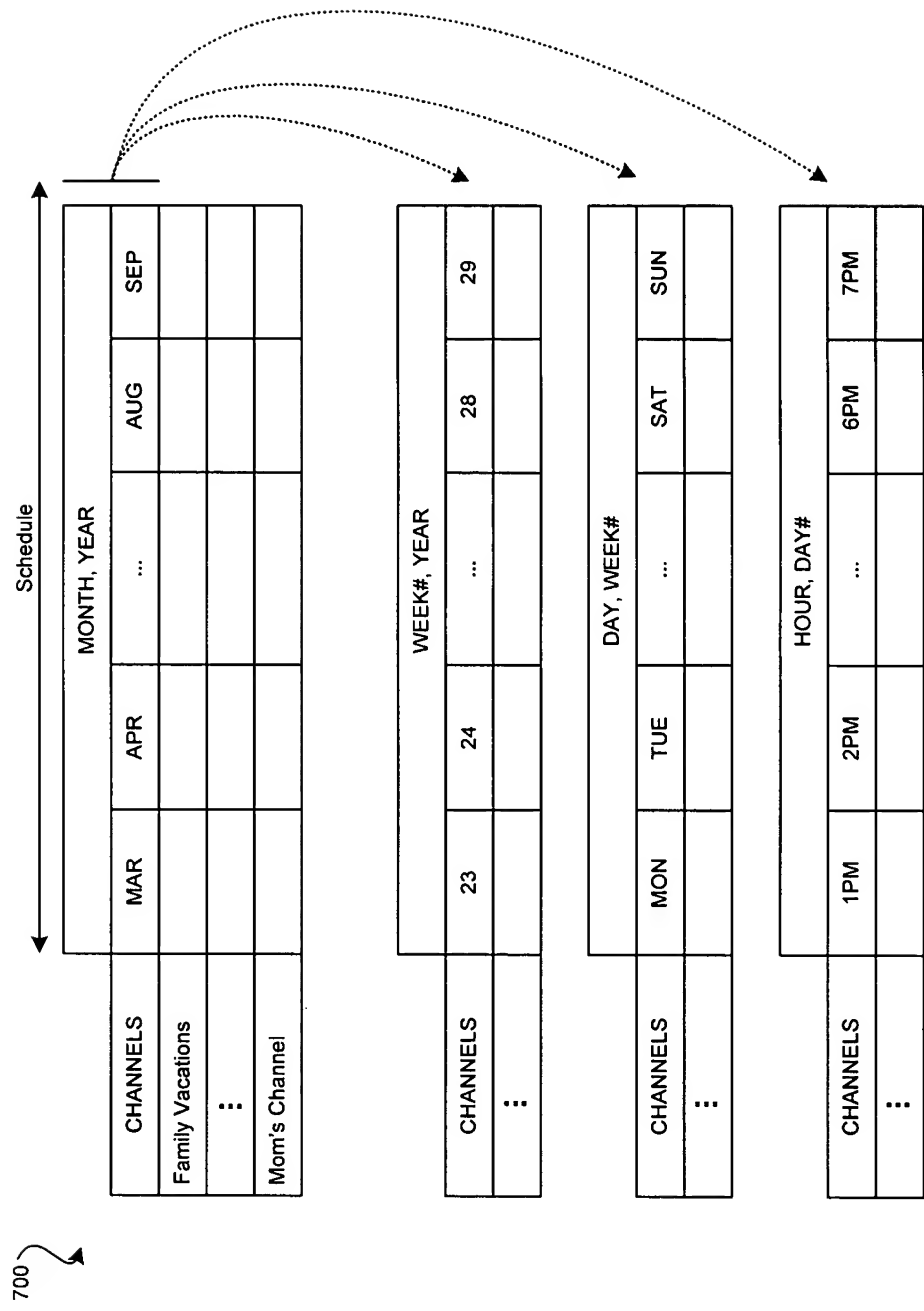 700
Schedule
MONTH, YEAR
CHANNELS MAR APR ... AUG SEP
Family Vacations
⋮
Mom's Channel
WEEK#, YEAR
CHANNELS 23 24 ... 28 29
⋮
DAY, WEEK#
CHANNELS MON TUE ... SAT SUN
⋮
HOUR, DAY#
CHANNELS 1PM 2PM ... 6PM 7PM
⋮